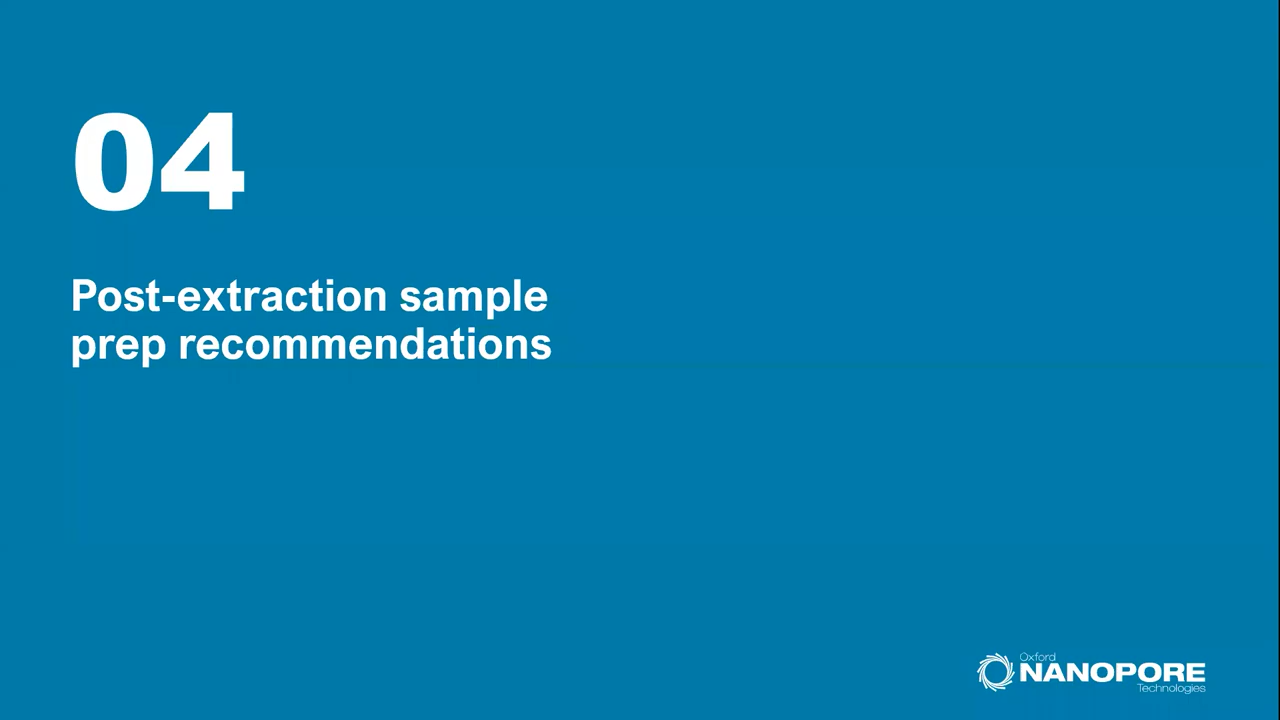 04
Post-extraction sample
prep recommendations
Oxford
NANOPORE
Technologies